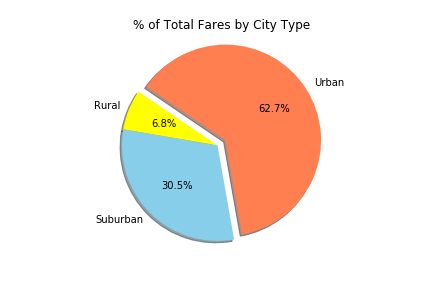 % of Total Fares by City Type
Urban
62.7%
Rural
6.8%
30.5%
Suburban